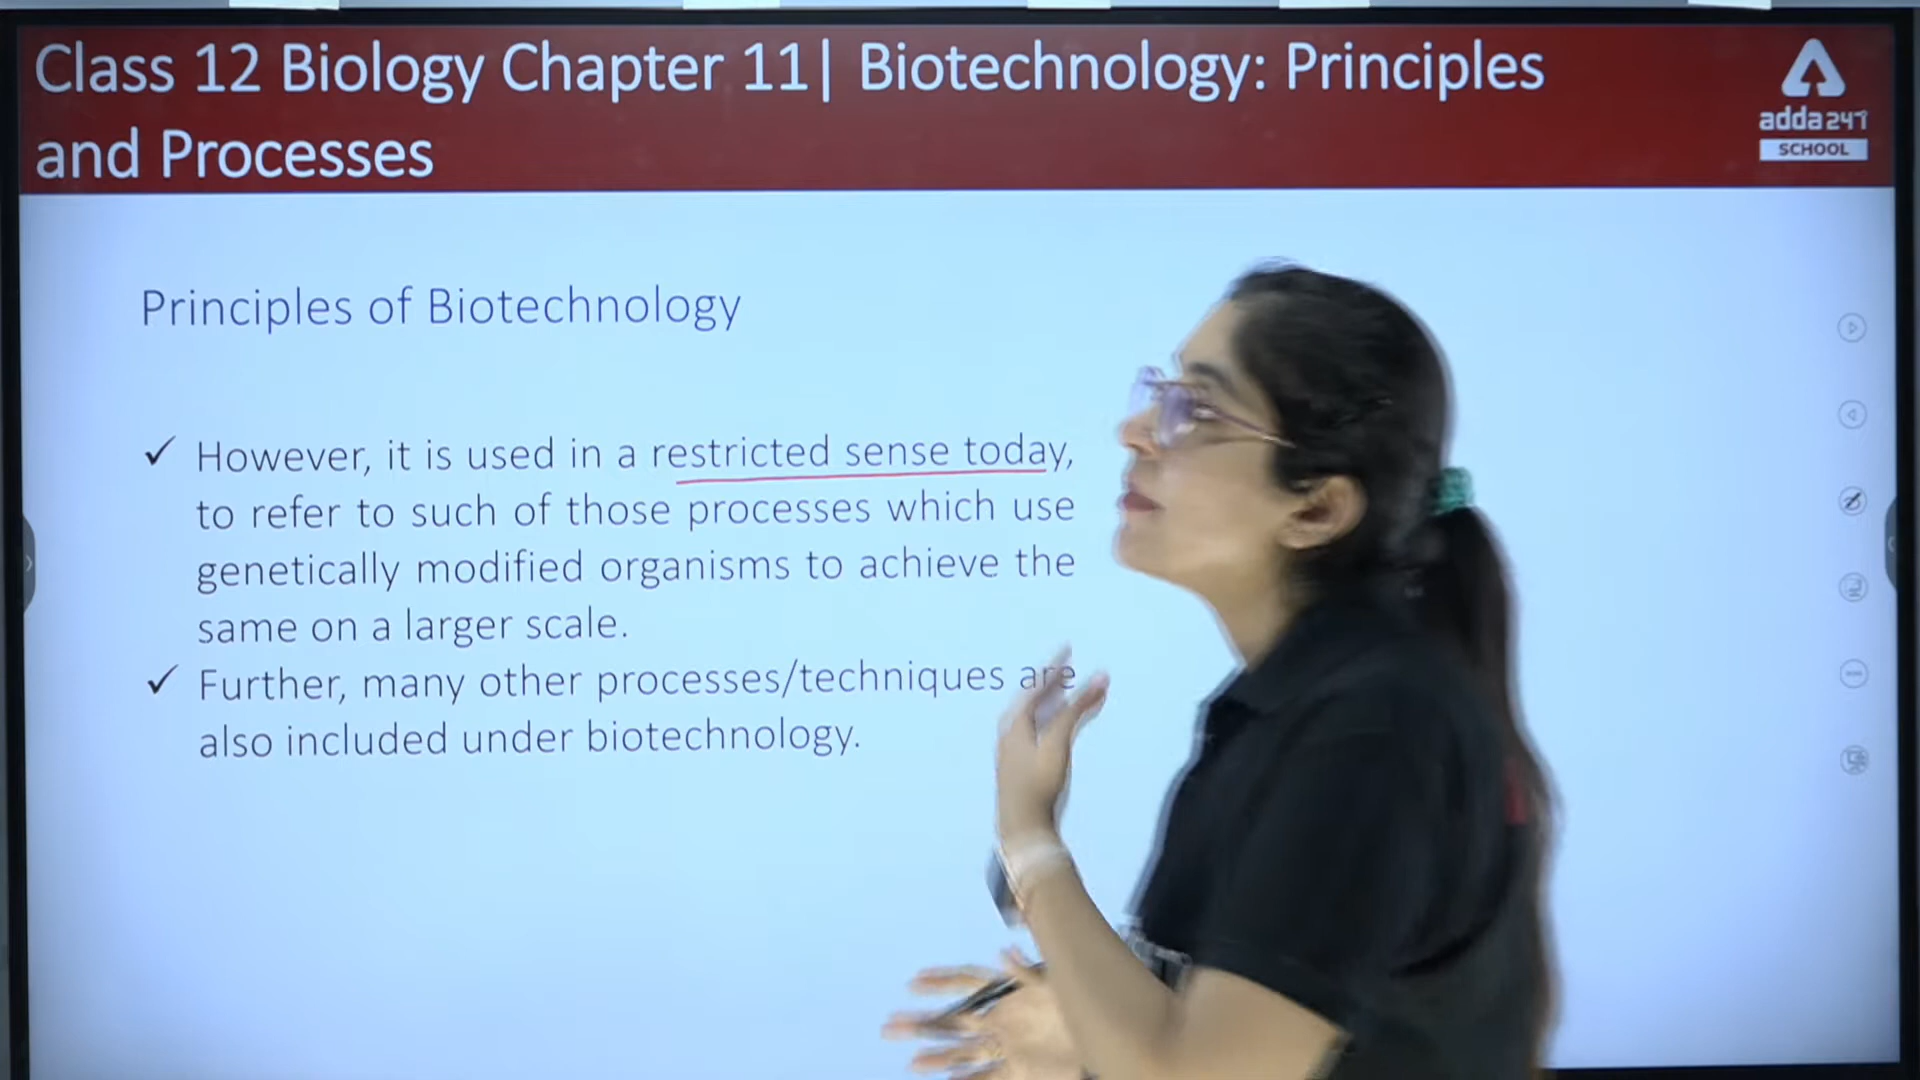 Class 12 Biology Chapter 11| Biotechnology: Principles
and Processes
adda247
SCHOOL
Principles of Biotechnology
✓ However, it is used in a restricted sense today,
to refer to such of those processes which use
genetically modified organisms to achieve the
same on a larger scale.
✓ Further, many other processes/techniques are
also included under biotechnology.